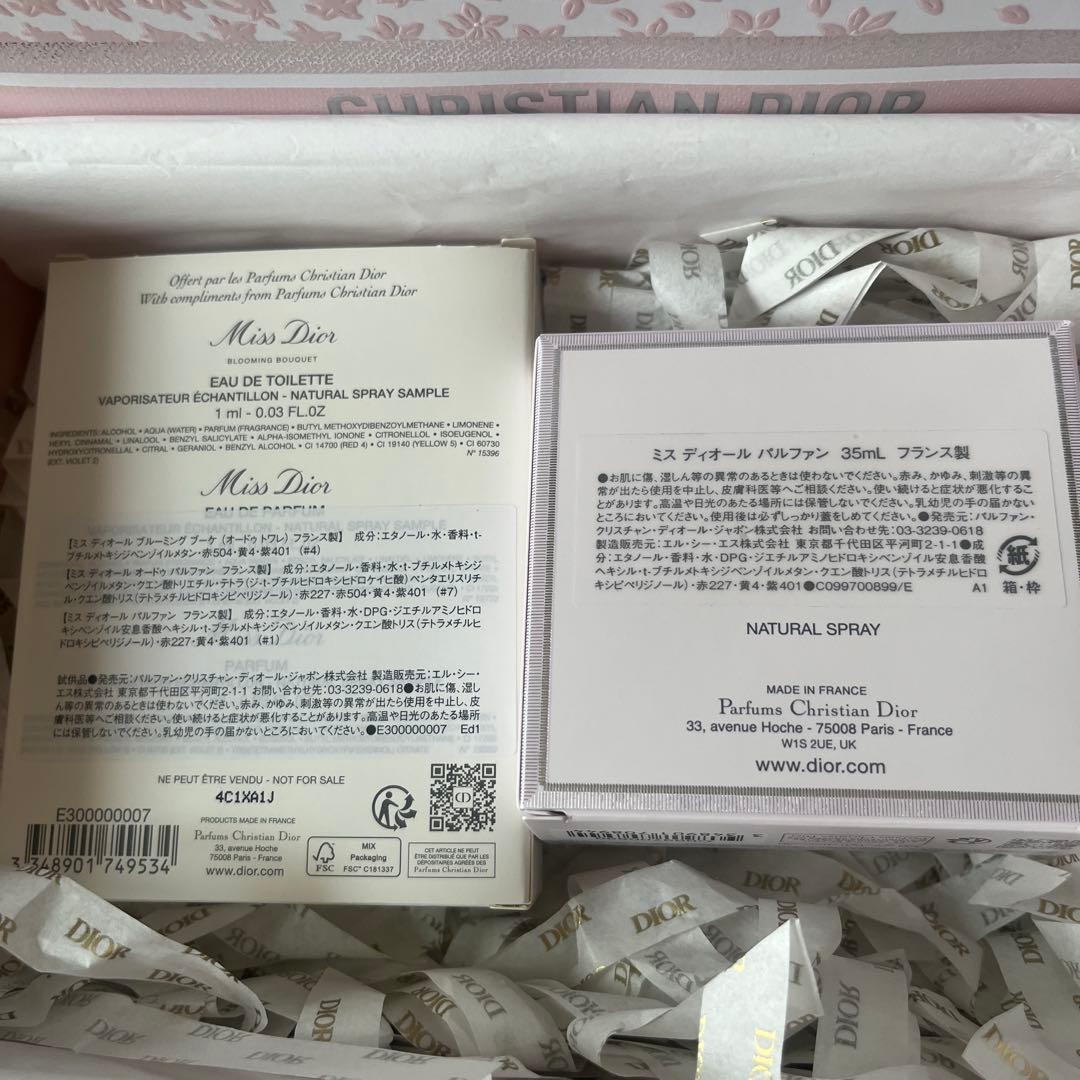 CHRISTIAN DIOR
Offert par les Parfums Christian Dior
With compliments from Parfums Christian Dior
Miss Dior
BLOOMING BOUQUET
EAU DE TOILETTE
VAPORISATEUR ÉCHANTILLON - NATURAL SPRAY SAMPLE
1 ml - 0.03 FL.OZ
INGREDIENTS: ALCOHOL • AQUA (WATER) • PARFUM (FRAGRANCE) • BUTYL METHOXYDIBENZOYLMETHANE • LIMONENE •
HEXYL CINNAMAL • LINALOOL • BENZYL SALICYLATE • ALPHA-ISOMETHYL IONONE • CITRONELLOL • ISOEUGENOL •
HYDROXYCITRONELLAL • CITRAL • GERANIOL • BENZYL ALCOHOL • CI 14700 (RED 4) • CI 19140 (YELLOW 5) • CI 60730
(EXT. VIOLET 2) N° 15396
Miss Dior
EAU DE PARFUM
VAPORISATEUR ÉCHANTILLON - NATURAL SPRAY SAMPLE
【ミス ディオール ブルーミング ブーケ (オードゥ トワレ) フランス製】 成分:エタノール・水・香料・t-
ブチルメトキシジベンゾイルメタン・赤504・黄4・紫401 (#4)
【ミス ディオール オードゥ パルファン フランス製】 成分:エタノール・香料・水・t-ブチルメトキシジ
ベンゾイルメタン・クエン酸トリエチル・テトラ(ジ-t-ブチルヒドロキシヒドロケイヒ酸)ペンタエリスリチ
ル・クエン酸トリス(テトラメチルヒドロキシピペリジノール)・赤227・赤504・黄4・紫401 (#7)
【ミス ディオール パルファン フランス製】 成分:エタノール・香料・水・DPG・ジエチルアミノヒドロ
キシベンゾイル安息香酸ヘキシル・t-ブチルメトキシジベンゾイルメタン・クエン酸トリス(テトラメチルヒ
ドロキシピペリジノール)・赤227・黄4・紫401 (#1)
PARFUM
試供品●発売元:パルファン・クリスチャン・ディオール・ジャポン株式会社 製造販売元:エル・シー・
エス株式会社 東京都千代田区平河町2-1-1 お問い合わせ先:03-3239-0618●お肌に傷、湿し
ん等の異常のあるときは使わないでください。赤み、かゆみ、刺激等の異常が出たら使用を中止し、皮
膚科医等へご相談ください。使い続けると症状が悪化することがあります。高温や日光のあたる場所
には保管しないでください。乳幼児の手の届かないところにおいてください。●E300000007 Ed1
NE PEUT ÊTRE VENDU - NOT FOR SALE
4C1XA1J
E300000007
3 348901 749534
PRODUCTS MADE IN FRANCE
Parfums Christian Dior
33, avenue Hoche
75008 Paris - France
www.dior.com
FSC
MIX
Packaging
FSC™ C181337
CET ARTICLE NE PEUT
ÊTRE DISTRIBUÉ QUE PAR LES
DÉPOSITAIRES AGRÉÉS DES
Parfums Christian Dior
ミス ディオール パルファン 35mL フランス製
●お肌に傷、湿しん等の異常のあるときは使わないでください。赤み、かゆみ、刺激等の異
常が出たら使用を中止し、皮膚科医等へご相談ください。使い続けると症状が悪化するこ
とがあります。高温や日光のあたる場所には保管しないでください。乳幼児の手の届かない
ところにおいてください。使用後は必ずしっかり蓋をしめてください。●発売元:パルファン・
クリスチャン・ディオール・ジャポン株式会社 お問い合わせ先:03-3239-0618
製造販売元:エル・シー・エス株式会社 東京都千代田区平河町2-1-1●成
分:エタノール・香料・水・DPG・ジエチルアミノヒドロキシベンゾイル安息香酸
ヘキシル・t-ブチルメトキシジベンゾイルメタン・クエン酸トリス(テトラメチルヒドロ
キシピペリジノール)・赤227・黄4・紫401●C099700899/E A1
紙
箱・枠
NATURAL SPRAY
MADE IN FRANCE
Parfums Christian Dior
33, avenue Hoche - 75008 Paris - France
W1S 2UE, UK
www.dior.com
DIOR
DIOR
DIOR
DIOR
DIOR
DIOR
DIOR
DIOR
DIOR